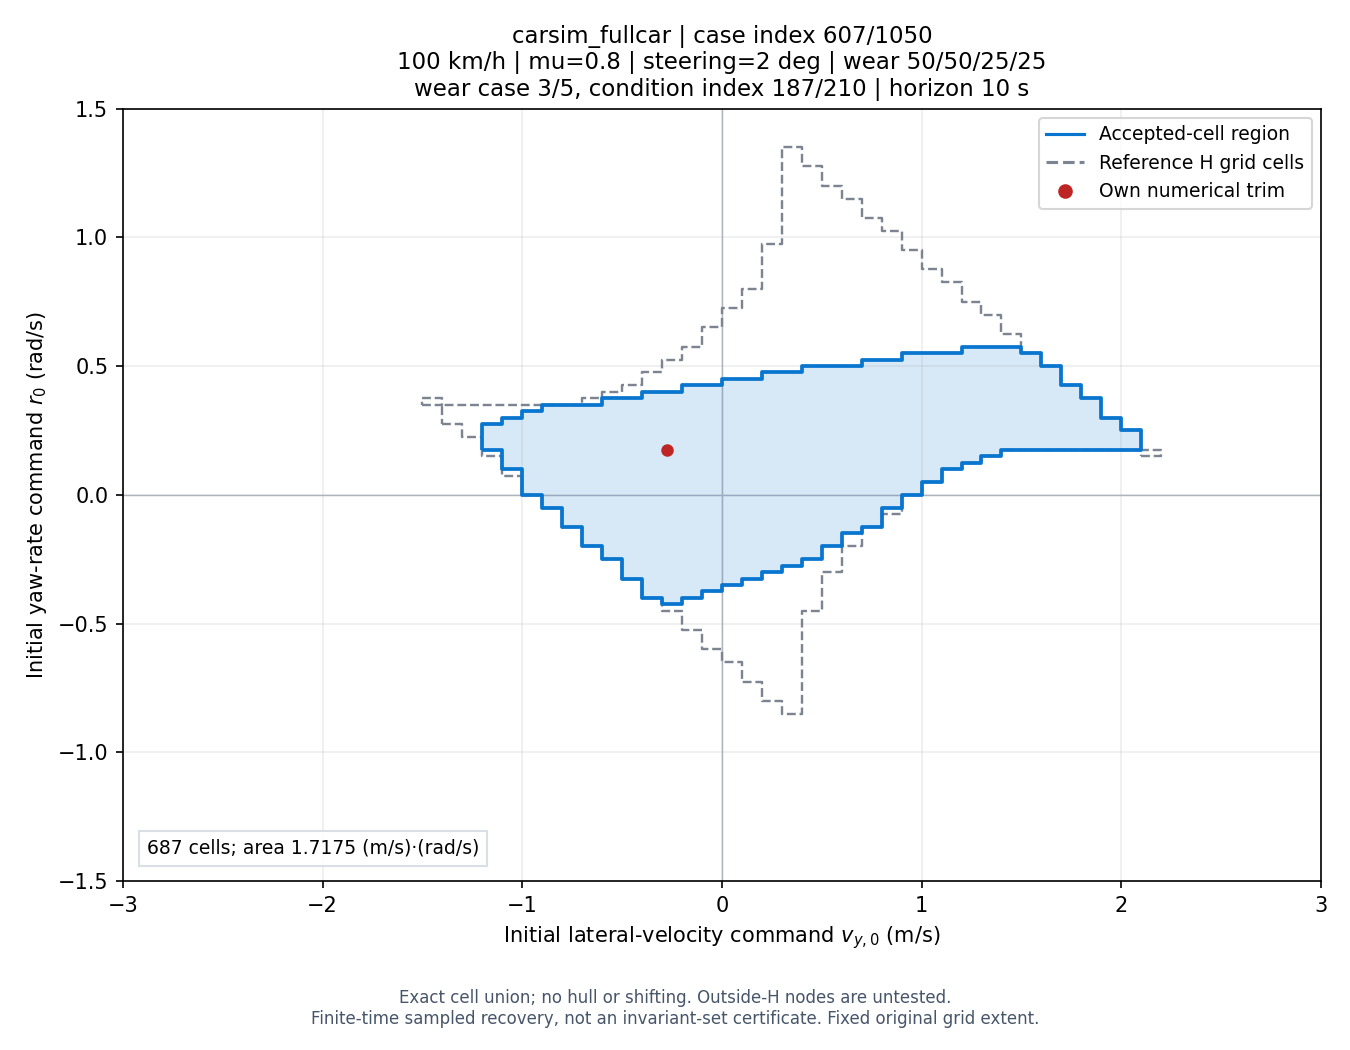 carsim_fullcar | case index 607/1050
100 km/h | mu=0.8 | steering=2 deg | wear 50/50/25/25
wear case 3/5, condition index 187/210 | horizon 10 s
Accepted-cell region
Reference H grid cells
Own numerical trim
1.5
1.0
0.5
0.0
−0.5
−1.0
−1.5
Initial yaw-rate command r₀ (rad/s)
687 cells; area 1.7175 (m/s)·(rad/s)
−3
−2
−1
0
1
2
3
Initial lateral-velocity command v_{y,0} (m/s)
Exact cell union; no hull or shifting. Outside-H nodes are untested.
Finite-time sampled recovery, not an invariant-set certificate. Fixed original grid extent.